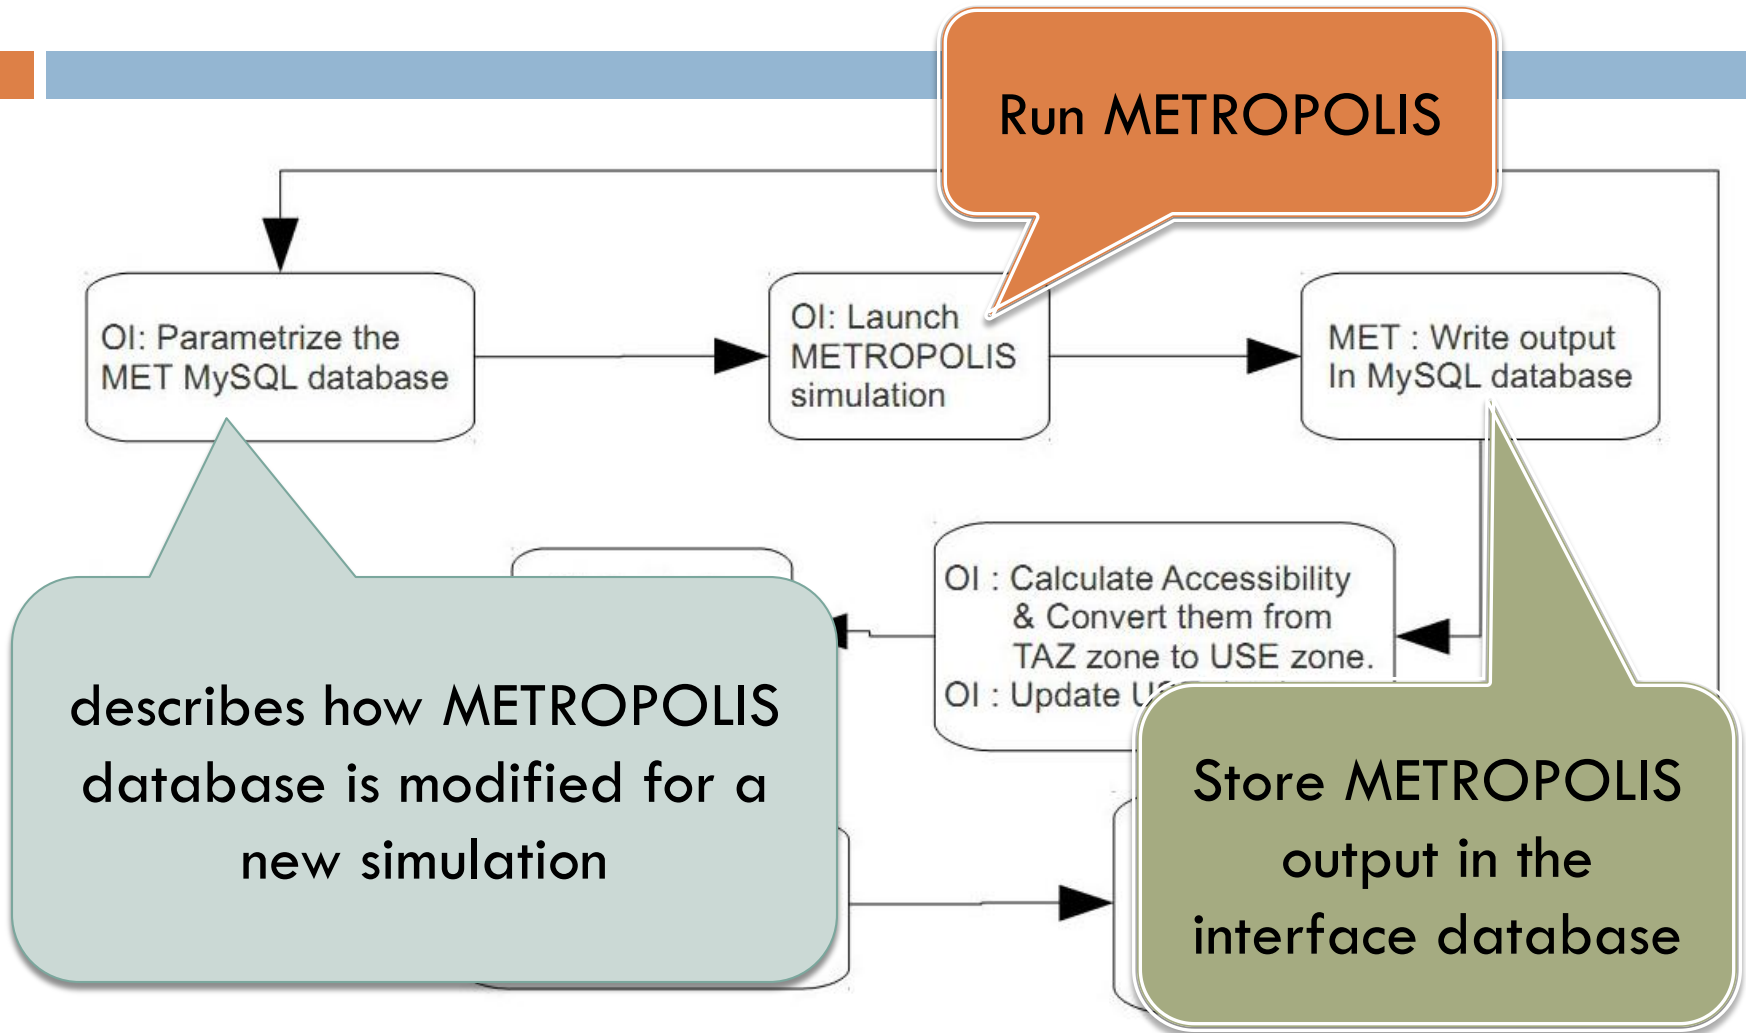 Run METROPOLIS
OI: Parametrize the
MET MySQL database
OI: Launch
METROPOLIS
simulation
MET : Write output
In MySQL database
OI : Calculate Accessibility
& Convert them from
TAZ zone to USE zone.
OI : Update
describes how METROPOLIS
database is modified for a
new simulation
Store METROPOLIS
output in the
interface database